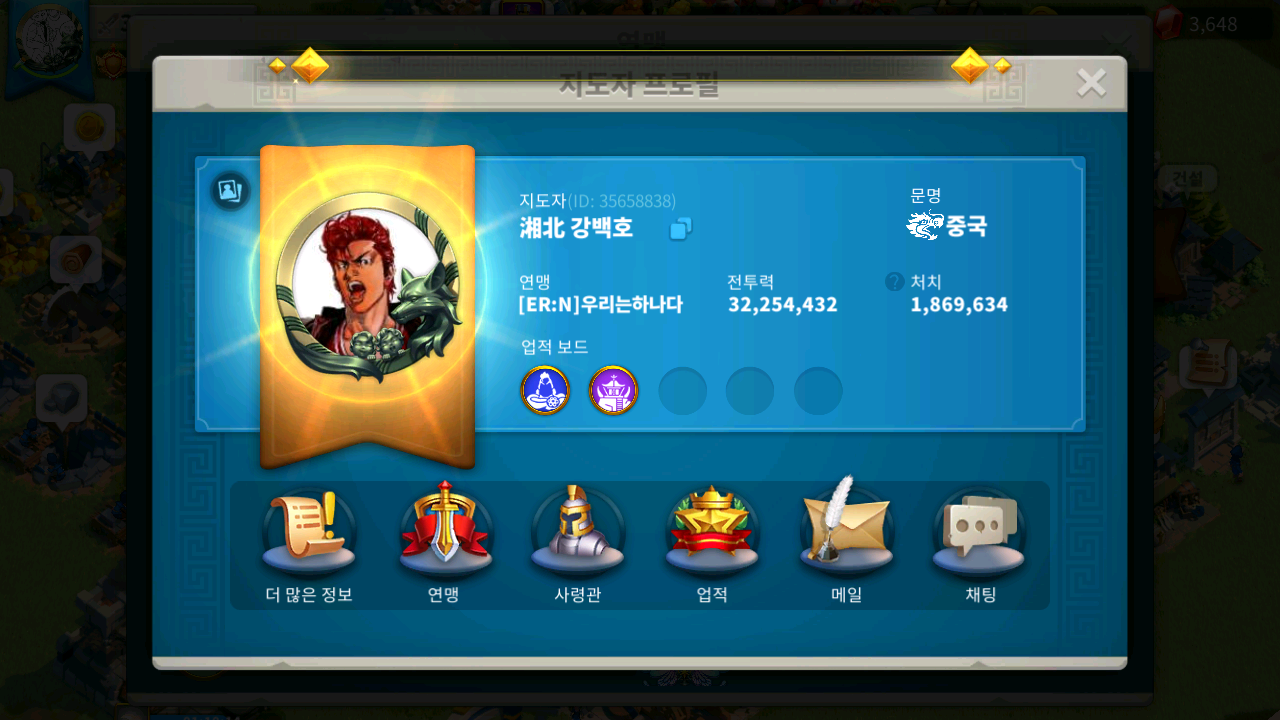 3,648
연맹
지도자 프로필
건설
지도자(ID: 35658838)
湘北 강백호
문명
중국
연맹
[ER:N]우리는하나다
전투력
32,254,432
처치
1,869,634
업적 보드
더 많은 정보
연맹
사령관
업적
메일
채팅